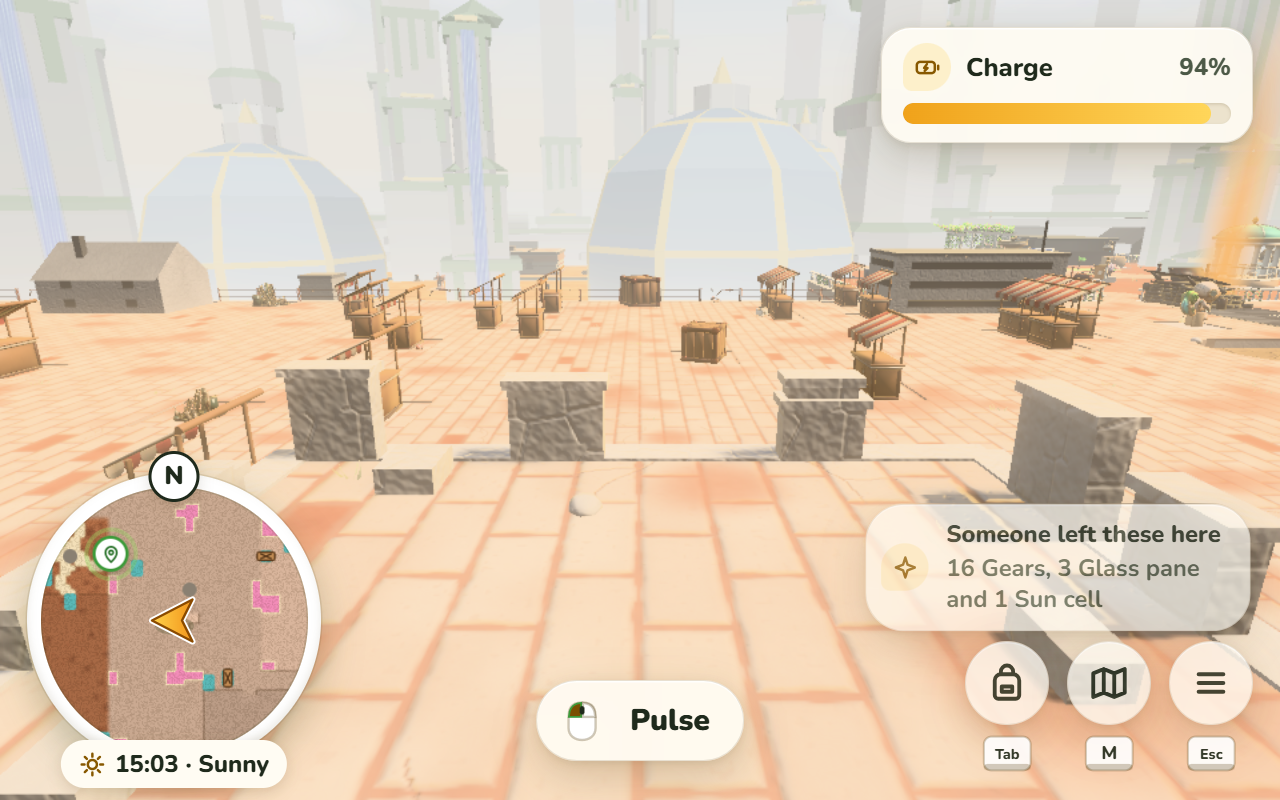 Charge 94%
N
Someone left these here
16 Gears, 3 Glass pane
and 1 Sun cell
Pulse
Tab M Esc
15:03 · Sunny